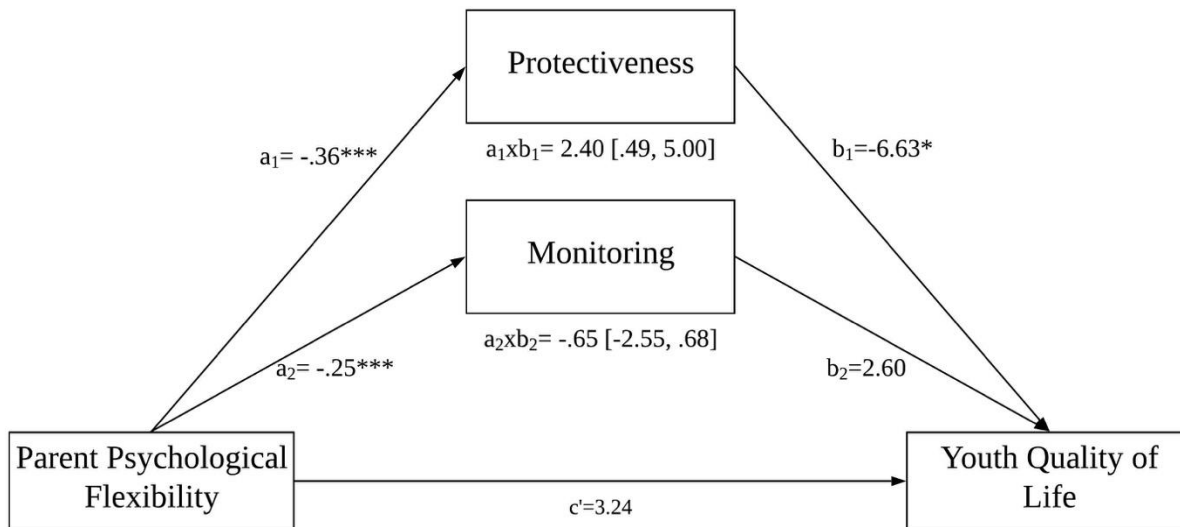 Protectiveness
a₁xb₁= 2.40 [.49, 5.00]
a₁= -.36***
b₁=-6.63*
Monitoring
a₂xb₂= -.65 [-2.55, .68]
a₂= -.25***
b₂=2.60
Parent Psychological
Flexibility
Youth Quality of
Life
c'=3.24